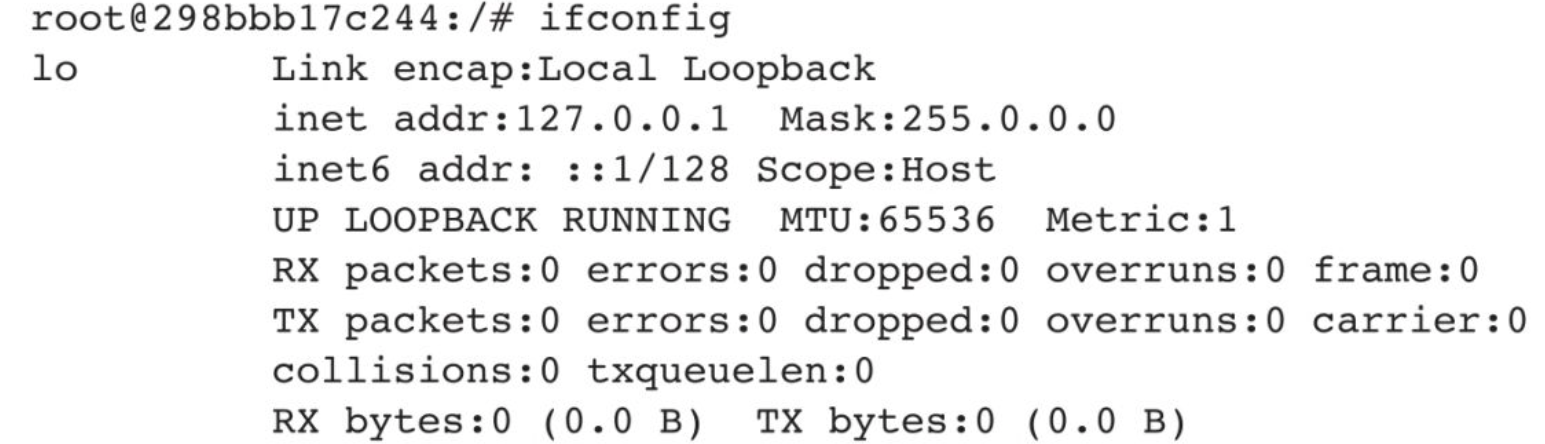 root@298bbb17c244:/# ifconfig
lo Link encap:Local Loopback
inet addr:127.0.0.1 Mask:255.0.0.0
inet6 addr: ::1/128 Scope:Host
UP LOOPBACK RUNNING MTU:65536 Metric:1
RX packets:0 errors:0 dropped:0 overruns:0 frame:0
TX packets:0 errors:0 dropped:0 overruns:0 carrier:0
collisions:0 txqueuelen:0
RX bytes:0 (0.0 B) TX bytes:0 (0.0 B)